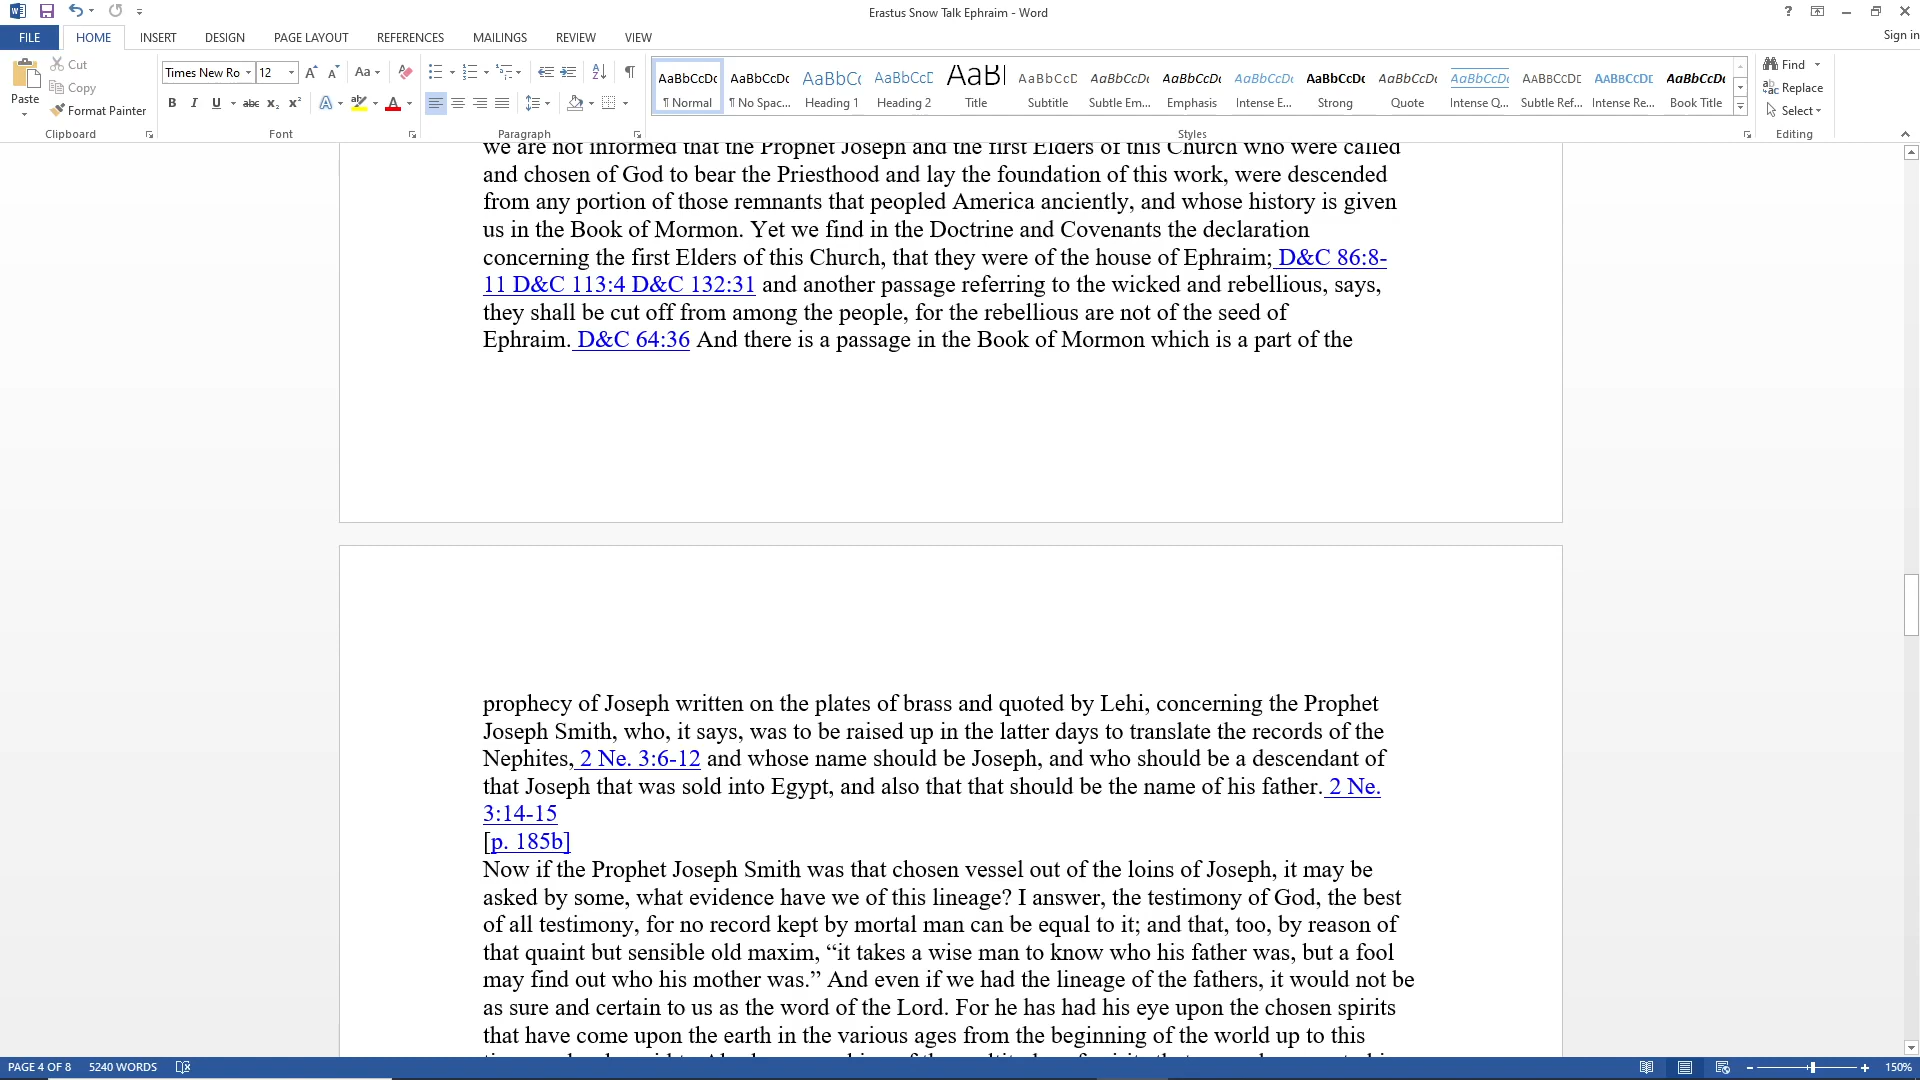 Erastus Snow Talk Ephraim - Word
Sign in
FILE HOME INSERT DESIGN PAGE LAYOUT REFERENCES MAILINGS REVIEW VIEW
Paste
Cut
Copy
Format Painter
Clipboard
Times New Ro 12
Font
Paragraph
AaBbCcDc AaBbCcDc AaBbCc AaBbCcD AaBl AaBbCcD AaBbCcDc AaBbCcDc AaBbCcDc AaBbCcDc AaBbCcDc AaBbCcDc AABBCCDE AABBCCDE AaBbCcDc
¶ Normal ¶ No Spac... Heading 1 Heading 2 Title Subtitle Subtle Em... Emphasis Intense E... Strong Quote Intense Q... Subtle Ref... Intense Re... Book Title
Styles
Find
Replace
Select
Editing
we are not informed that the Prophet Joseph and the first Elders of this Church who were called
and chosen of God to bear the Priesthood and lay the foundation of this work, were descended
from any portion of those remnants that peopled America anciently, and whose history is given
us in the Book of Mormon. Yet we find in the Doctrine and Covenants the declaration
concerning the first Elders of this Church, that they were of the house of Ephraim; D&C 86:8-
11 D&C 113:4 D&C 132:31 and another passage referring to the wicked and rebellious, says,
they shall be cut off from among the people, for the rebellious are not of the seed of
Ephraim. D&C 64:36 And there is a passage in the Book of Mormon which is a part of the
prophecy of Joseph written on the plates of brass and quoted by Lehi, concerning the Prophet
Joseph Smith, who, it says, was to be raised up in the latter days to translate the records of the
Nephites, 2 Ne. 3:6-12 and whose name should be Joseph, and who should be a descendant of
that Joseph that was sold into Egypt, and also that that should be the name of his father. 2 Ne.
3:14-15
[p. 185b]
Now if the Prophet Joseph Smith was that chosen vessel out of the loins of Joseph, it may be
asked by some, what evidence have we of this lineage? I answer, the testimony of God, the best
of all testimony, for no record kept by mortal man can be equal to it; and that, too, by reason of
that quaint but sensible old maxim, “it takes a wise man to know who his father was, but a fool
may find out who his mother was.” And even if we had the lineage of the fathers, it would not be
as sure and certain to us as the word of the Lord. For he has had his eye upon the chosen spirits
that have come upon the earth in the various ages from the beginning of the world up to this
PAGE 4 OF 8 5240 WORDS
150%